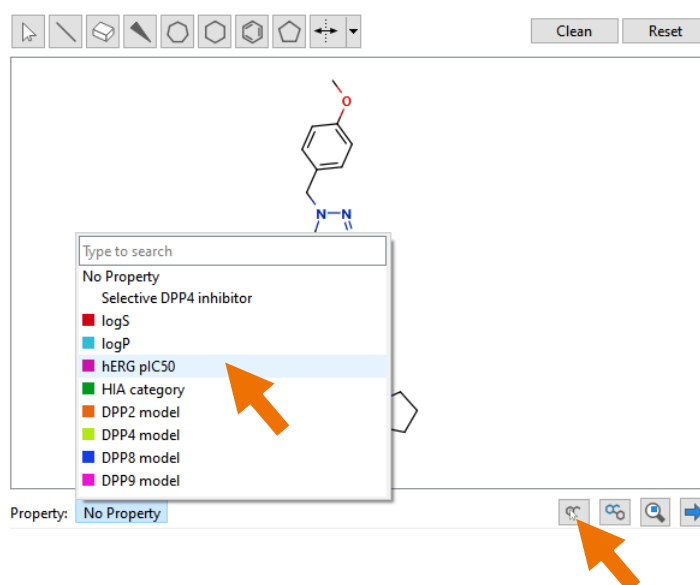 Clean Reset
O
N N
Type to search
No Property
Selective DPP4 inhibitor
logS
logP
hERG pIC50
HIA category
DPP2 model
DPP4 model
DPP8 model
DPP9 model
Property: No Property